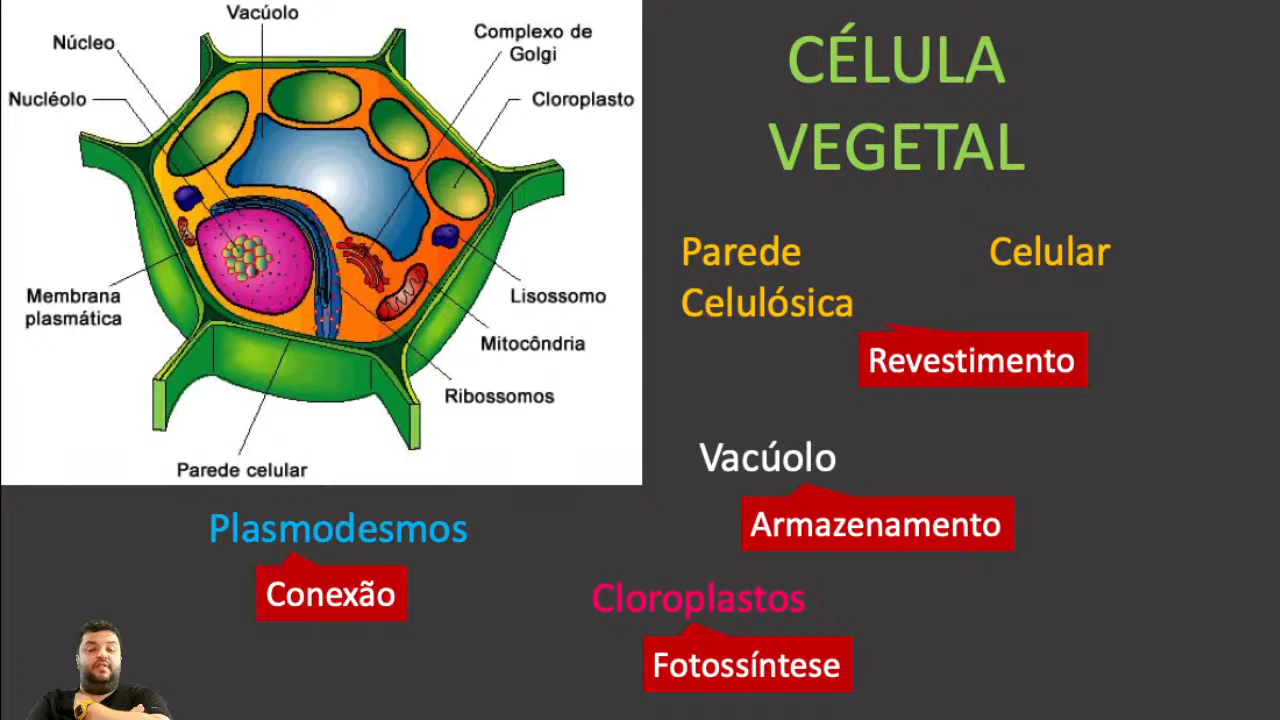 Vacúolo
Núcleo
Complexo de
Golgi
Nucléolo
Cloroplasto
Membrana
plasmática
Lisossomo
Mitocôndria
Ribossomos
Parede celular
CÉLULA
VEGETAL
Parede Celular
Celulósica
Revestimento
Vacúolo
Armazenamento
Plasmodesmos
Conexão
Cloroplastos
Fotossíntese